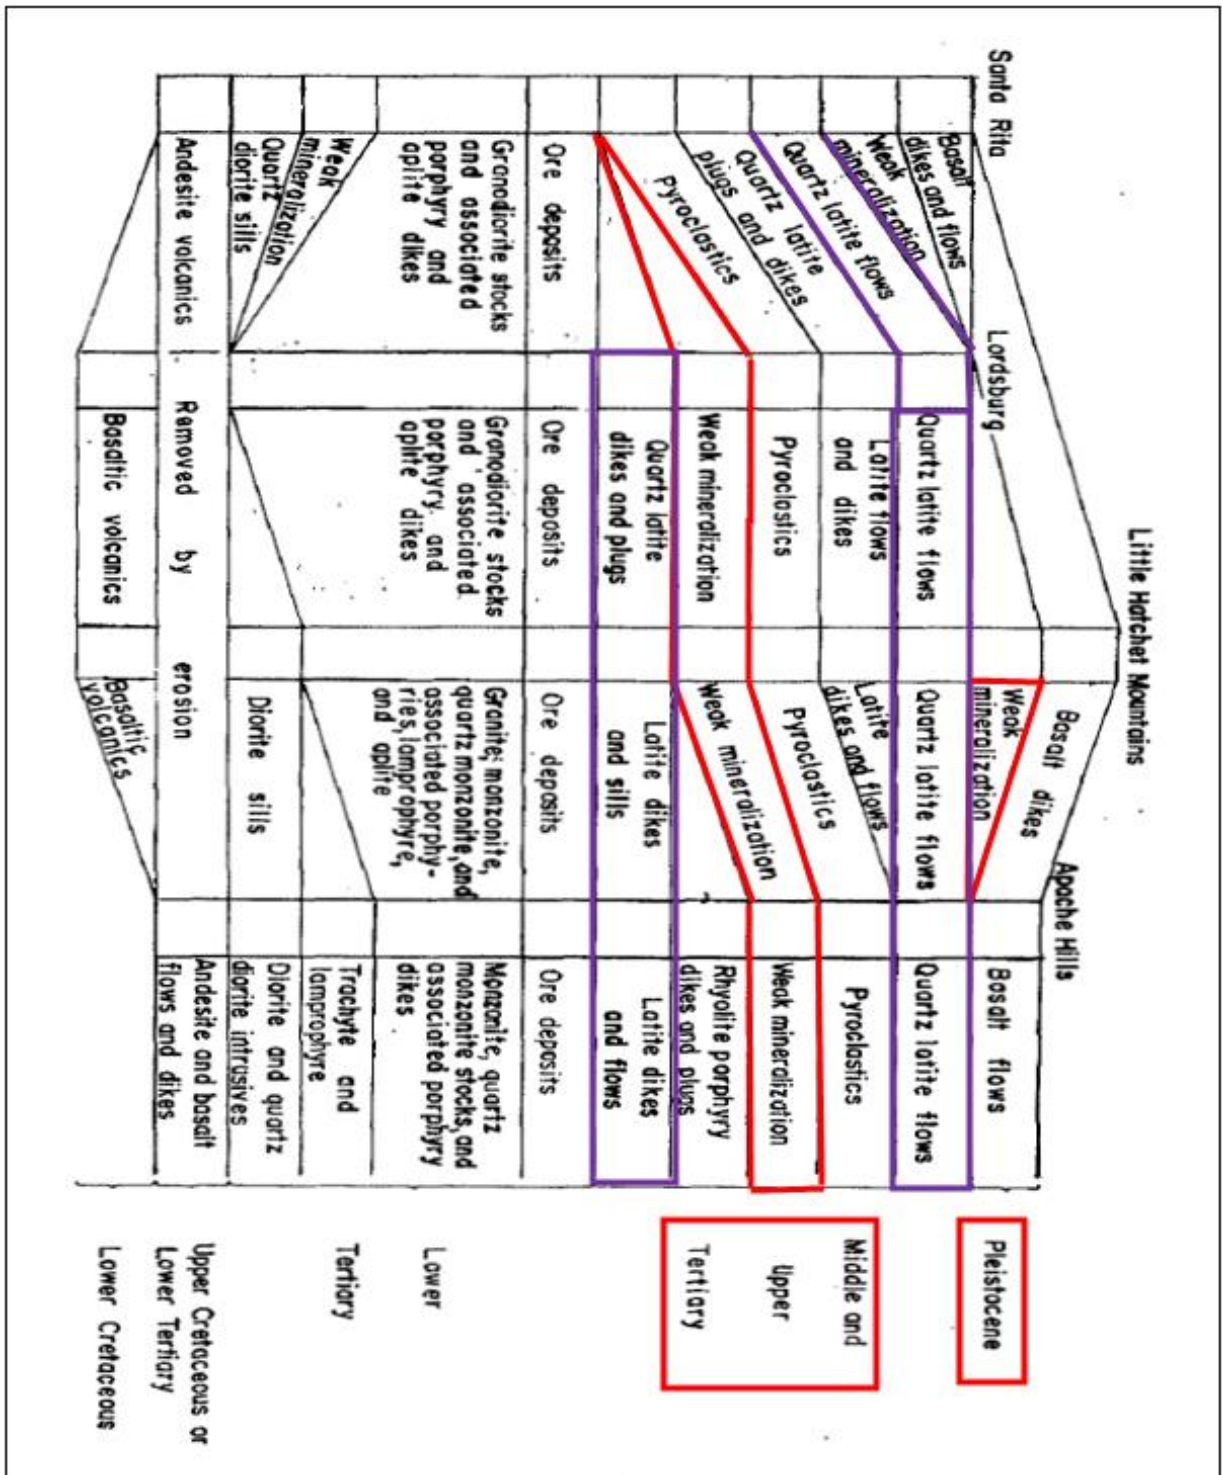 Santa Rita
Lordsburg
Little Hatchet Mountains
Apache Hills
Basalt
dikes and flows
Weak
mineralization
Quartz latite flows
Quartz latite
plugs and dikes
Pyroclastics
Ore deposits
Granodiorite stocks
and associated
porphyry and
aplite dikes
Weak
mineralization
Quartz
diorite sills
Andesite volcanics
Quartz latite flows
Latite flows
and dikes
Pyroclastics
Weak mineralization
Quartz latite
dikes and plugs
Ore deposits
Granodiorite stocks
and associated
porphyry and
aplite dikes
Removed by erosion
Basaltic volcanics
Basalt dikes
Weak
mineralization
Quartz latite flows
Latite
dikes and flows
Pyroclastics
Weak mineralization
?
Latite dikes
and sills
Ore deposits
Granite, monzonite,
quartz monzonite, and
associated porphy-
ries, lamprophyre,
and aplite
Diorite sills
Basaltic
volcanics
Basalt flows
Quartz latite flows
Pyroclastics
Weak mineralization
Rhyolite porphyry
dikes and plugs
Latite dikes
and flows
Ore deposits
Monzonite, quartz
monzonite stocks, and
associated porphyry
dikes
Trachyte and
lamprophyre
Diorite and quartz
diorite intrusives
Andesite and basalt
flows and dikes
Pleistocene
Middle and
Upper
Tertiary
Lower
Tertiary
Upper Cretaceous or
Lower Tertiary
Lower Cretaceous